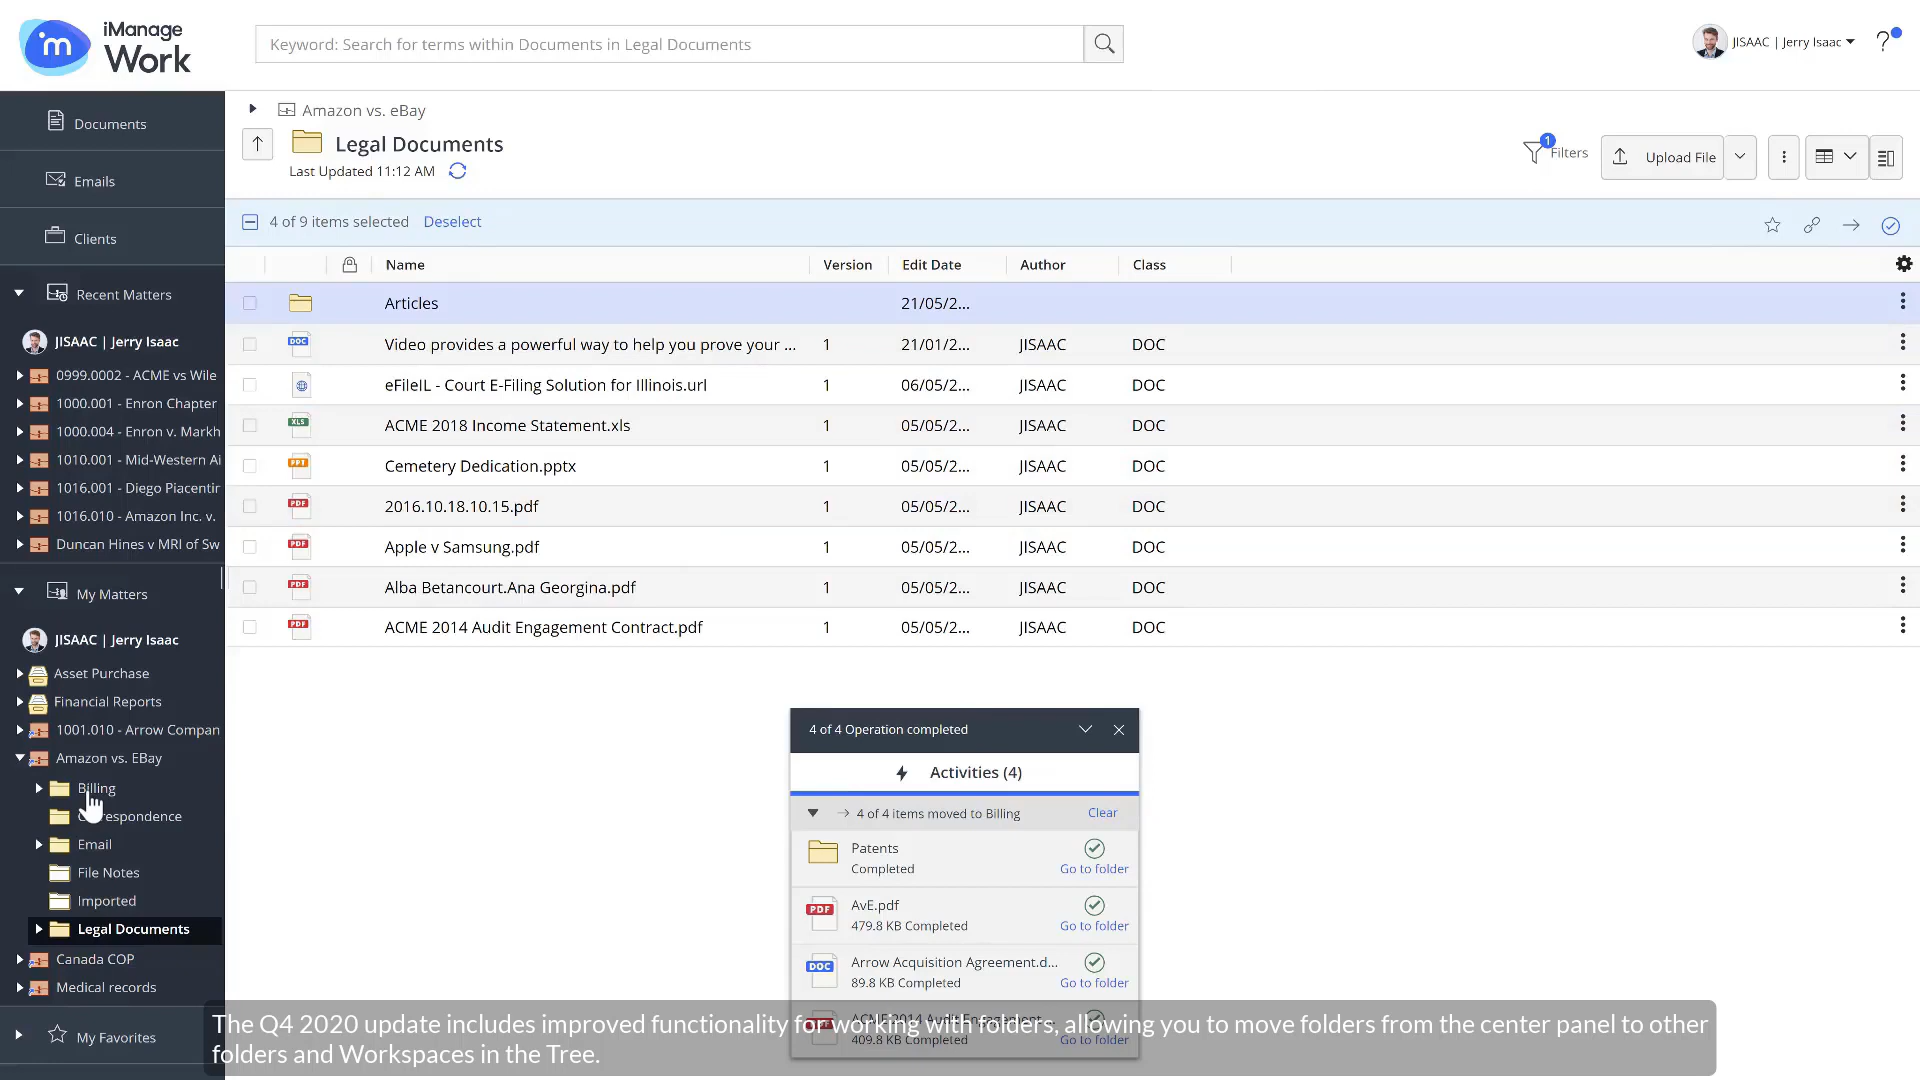 iManage
Work
Keyword: Search for terms within Documents in Legal Documents
JISAAC | Jerry Isaac
?
Documents
Emails
Clients
Recent Matters
JISAAC | Jerry Isaac
0999.0002 - ACME vs Wile
1000.001 - Enron Chapter
1000.004 - Enron v. Markh
1010.001 - Mid-Western Ai
1016.001 - Diego Piacentir
1016.010 - Amazon Inc. v.
Duncan Hines v MRI of Sw
My Matters
JISAAC | Jerry Isaac
Asset Purchase
Financial Reports
1001.010 - Arrow Compan
Amazon vs. EBay
Billing
Email
File Notes
Imported
Legal Documents
Canada COP
Medical records
My Favorites
Amazon vs. eBay
Legal Documents
Last Updated 11:12 AM
1
Filters
Upload File
4 of 9 items selected Deselect
Name Version Edit Date Author Class
Articles 21/05/2...
DOC Video provides a powerful way to help you prove your ... 1 21/01/2... JISAAC DOC
eFileIL - Court E-Filing Solution for Illinois.url 1 06/05/2... JISAAC DOC
XLS ACME 2018 Income Statement.xls 1 05/05/2... JISAAC DOC
PPT Cemetery Dedication.pptx 1 05/05/2... JISAAC DOC
PDF 2016.10.18.10.15.pdf 1 05/05/2... JISAAC DOC
PDF Apple v Samsung.pdf 1 05/05/2... JISAAC DOC
PDF Alba Betancourt.Ana Georgina.pdf 1 05/05/2... JISAAC DOC
PDF ACME 2014 Audit Engagement Contract.pdf 1 05/05/2... JISAAC DOC
4 of 4 Operation completed
Activities (4)
4 of 4 items moved to Billing Clear
Patents
Completed Go to folder
PDF AvE.pdf
479.8 KB Completed Go to folder
DOC Arrow Acquisition Agreement.d...
89.8 KB Completed Go to folder
409.8 KB Completed Go to folder
The Q4 2020 update includes improved functionality for working with folders, allowing you to move folders from the center panel to other
folders and Workspaces in the Tree.